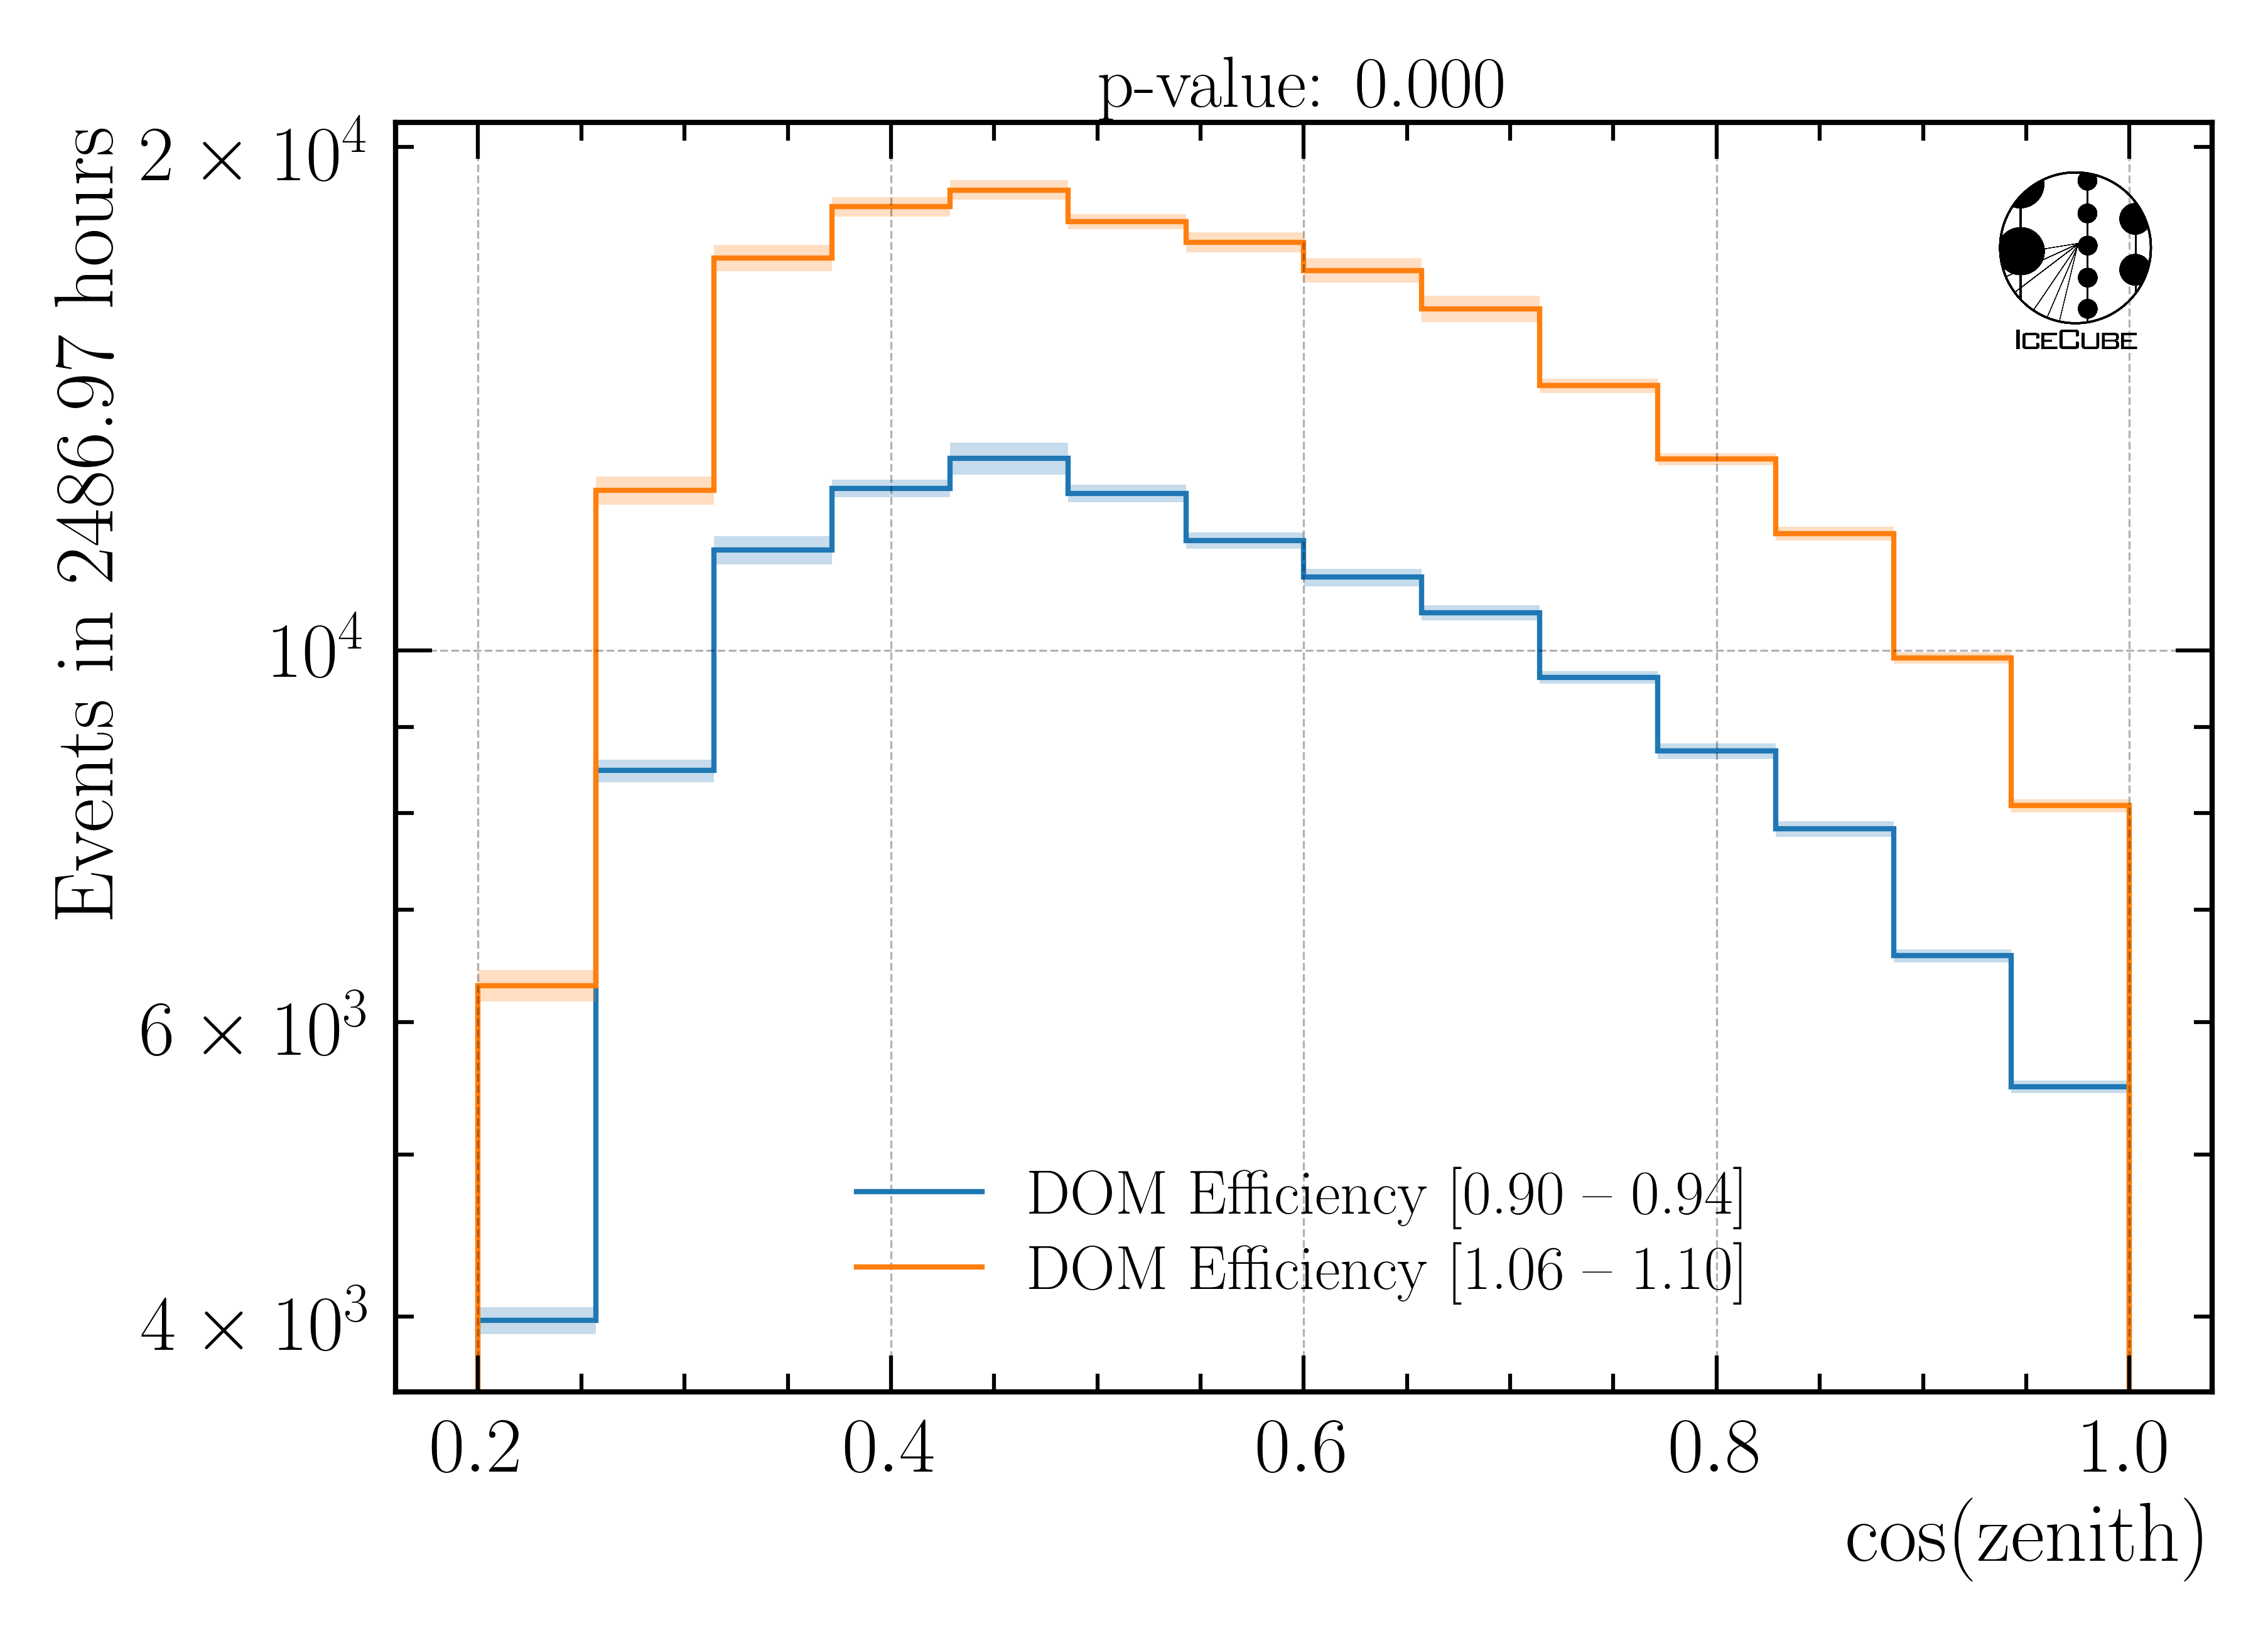 p-value: 0.000
Events in 2486.97 hours
2 × 10⁴
10⁴
6 × 10³
4 × 10³
ICECUBE
DOM Efficiency [0.90 – 0.94]
DOM Efficiency [1.06 – 1.10]
0.2 0.4 0.6 0.8 1.0
cos(zenith)